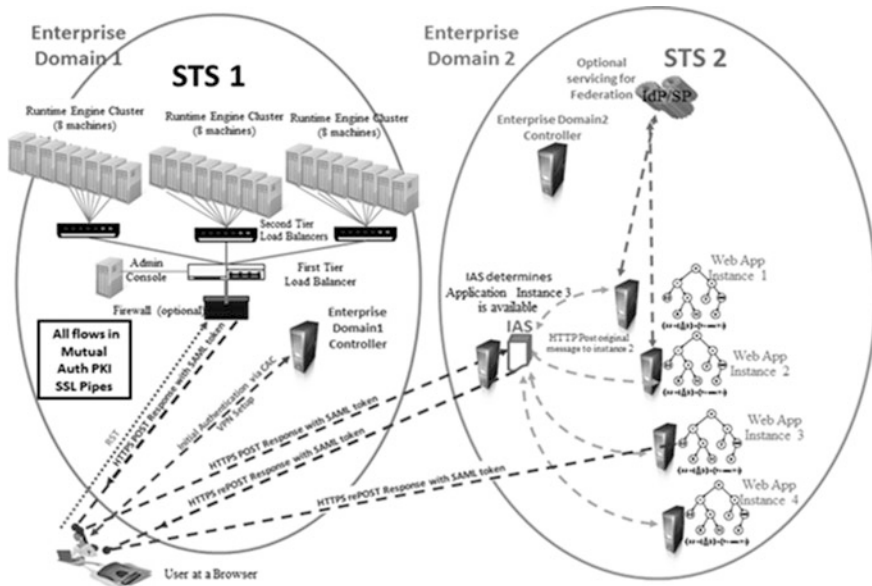 Enterprise
Domain 1
STS 1
Runtime Engine Cluster
(8 machines)
Runtime Engine Cluster
(8 machines)
Runtime Engine Cluster
(8 machines)
Second Tier
Load Balancers
Admin
Console
First Tier
Load Balancer
Firewall (optional)
Enterprise
Domain1
Controller
All flows in
Mutual
Auth PKI
SSL Pipes
RST
HTTPS POST Response with SAML token
Initial Authentication via CAC
VPN Setup
HTTPS POST Response with SAML token
HTTPS rePOST Response with SAML token
HTTPS rePOST Response with SAML token
User at a Browser
Enterprise
Domain 2
STS 2
Optional
servicing for
Federation
IdP/SP
Enterprise Domain2
Controller
IAS determines
Application Instance 3
is available
IAS
HTTP Post original
message to instance 2
Web App
Instance 1
Web App
Instance 2
Web App
Instance 3
Web App
Instance 4